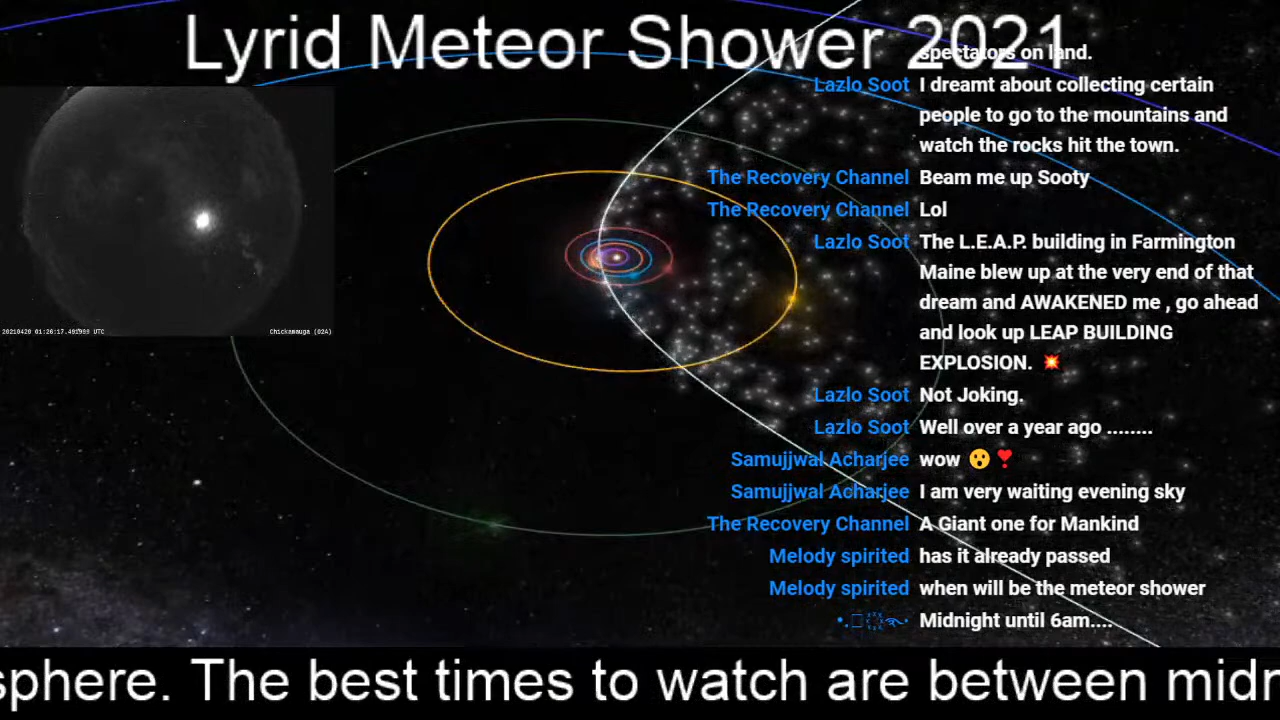 Lyrid Meteor Shower 2021
spectators on land.
Lazlo Soot I dreamt about collecting certain
people to go to the mountains and
watch the rocks hit the town.
The Recovery Channel Beam me up Sooty
The Recovery Channel Lol
Lazlo Soot The L.E.A.P. building in Farmington
Maine blew up at the very end of that
dream and AWAKENED me , go ahead
and look up LEAP BUILDING
EXPLOSION. 💥
Lazlo Soot Not Joking.
Lazlo Soot Well over a year ago ........
Samujjwal Acharjee wow 😮❣
Samujjwal Acharjee I am very waiting evening sky
The Recovery Channel A Giant one for Mankind
Melody spirited has it already passed
Melody spirited when will be the meteor shower
Midnight until 6am....
Chickamauga (02A)
sphere. The best times to watch are between midn